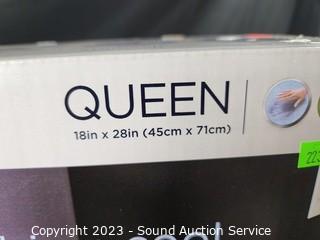 QUEEN
18in x 28in (45cm x 71cm)
Copyright 2023 - Sound Auction Service